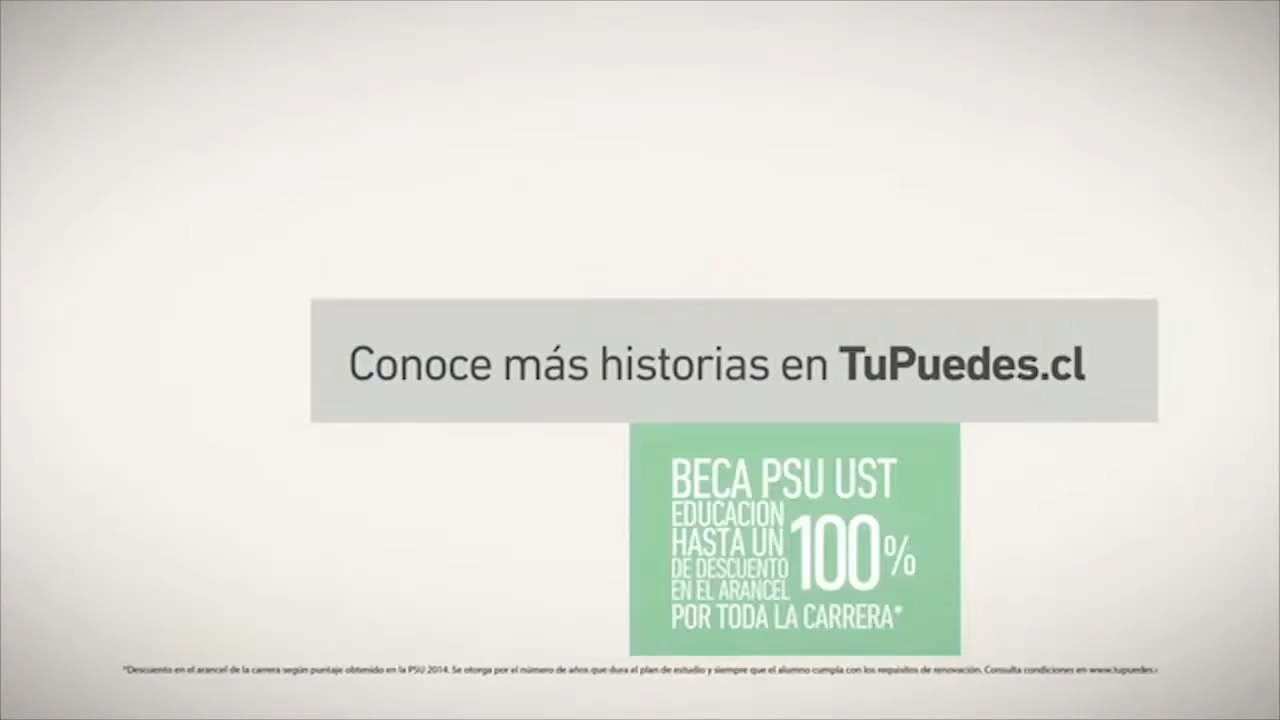 Conoce más historias en TuPuedes.cl
BECA PSU UST
EDUCACION
HASTA UN
DE DESCUENTO
EN EL ARANCEL
100%
POR TODA LA CARRERA*
*Descuento en el arancel de la carrera según puntaje obtenido en la PSU 2014. Se otorga por el número de años que dura el plan de estudio y siempre que el alumno cumpla con los requisitos de renovación. Consulta condiciones en www.tupuedes.